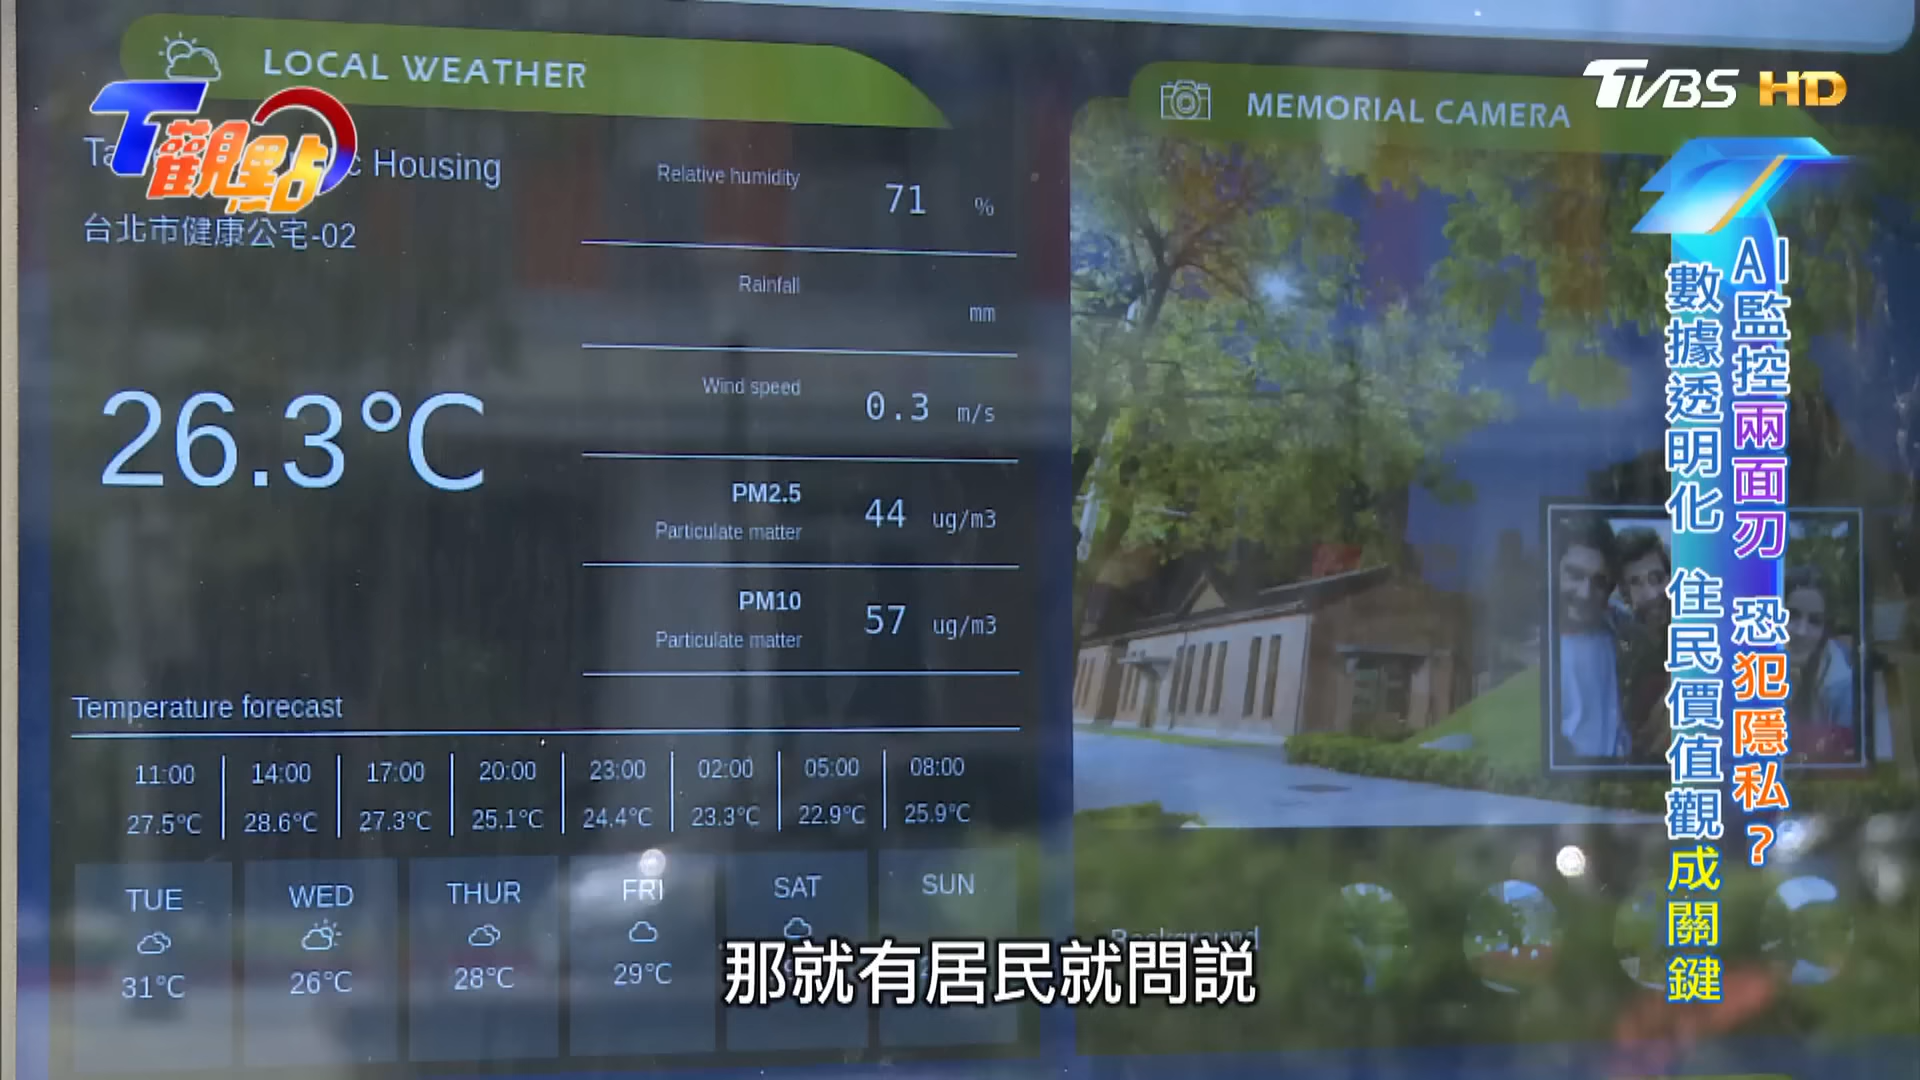 LOCAL WEATHER
T觀點
Housing
台北市健康公宅-02
26.3°C
Relative humidity 71 %
Rainfall mm
Wind speed 0.3 m/s
PM2.5
Particulate matter 44 ug/m3
PM10
Particulate matter 57 ug/m3
Temperature forecast
11:00 14:00 17:00 20:00 23:00 02:00 05:00 08:00
27.5°C 28.6°C 27.3°C 25.1°C 24.4°C 23.3°C 22.9°C 25.9°C
TUE WED THUR FRI SAT SUN
31°C 26°C 28°C 29°C
MEMORIAL CAMERA
Background
TVBS HD
AI監控兩面刃 恐犯隱私?
數據透明化 住民價值觀成關鍵
那就有居民就問説